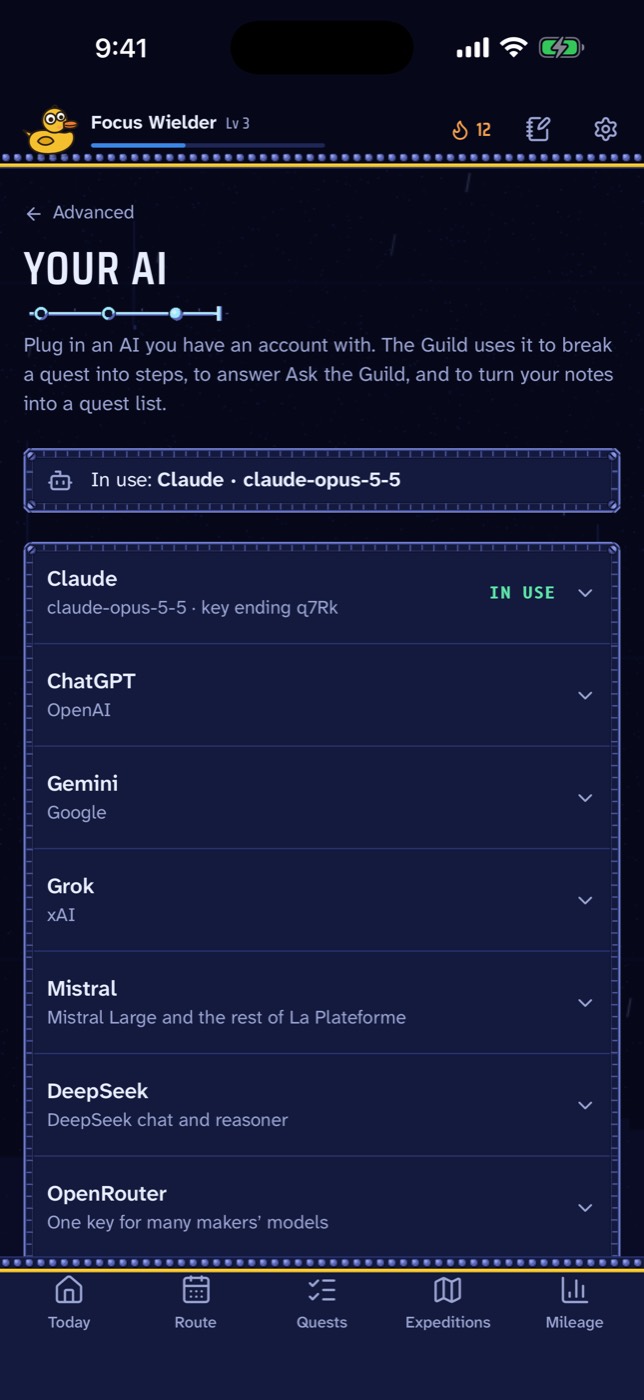 9:41
Focus Wielder Lv 3
12
Advanced
YOUR AI
Plug in an AI you have an account with. The Guild uses it to break
a quest into steps, to answer Ask the Guild, and to turn your notes
into a quest list.
In use: Claude · claude-opus-5-5
Claude
claude-opus-5-5 · key ending q7Rk
IN USE
ChatGPT
OpenAI
Gemini
Google
Grok
xAI
Mistral
Mistral Large and the rest of La Plateforme
DeepSeek
DeepSeek chat and reasoner
OpenRouter
One key for many makers’ models
Today
Route
Quests
Expeditions
Mileage